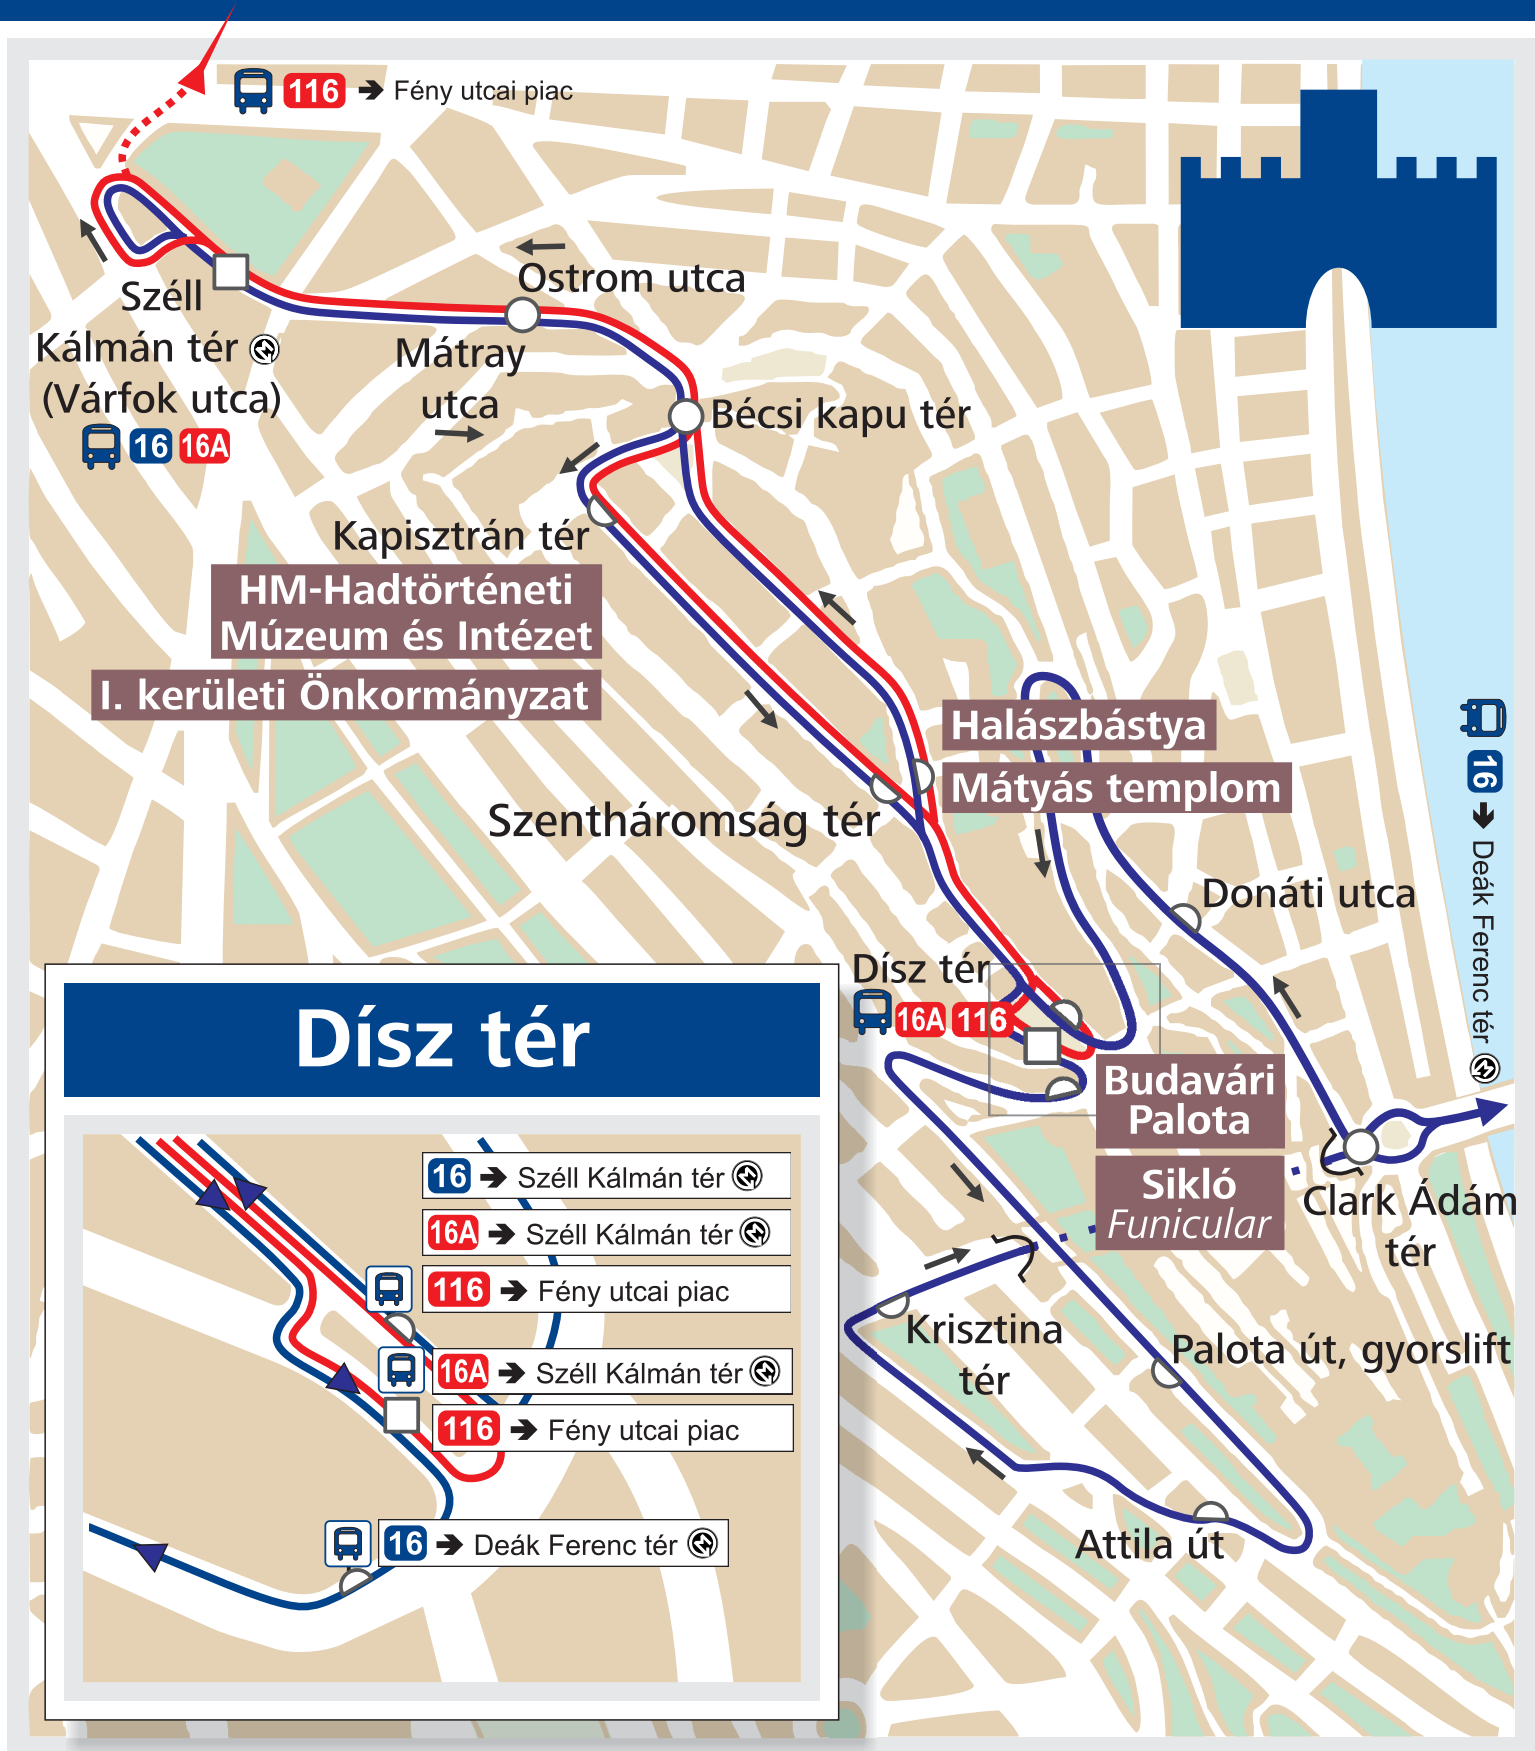 116 → Fény utcai piac
Ostrom utca
Széll
Kálmán tér
(Várfok utca)
16 16A
Mátray
utca
Bécsi kapu tér
Kapisztrán tér
HM-Hadtörténeti
Múzeum és Intézet
I. kerületi Önkormányzat
Halászbástya
Mátyás templom
Szentháromság tér
16 → Deák Ferenc tér
Donáti utca
Dísz tér
16A 116
Budavári
Palota
Sikló
Funicular
Clark Ádám
tér
Krisztina
tér
Palota út, gyorslift
Attila út
Dísz tér
16 → Széll Kálmán tér
16A → Széll Kálmán tér
116 → Fény utcai piac
16A → Széll Kálmán tér
116 → Fény utcai piac
16 → Deák Ferenc tér